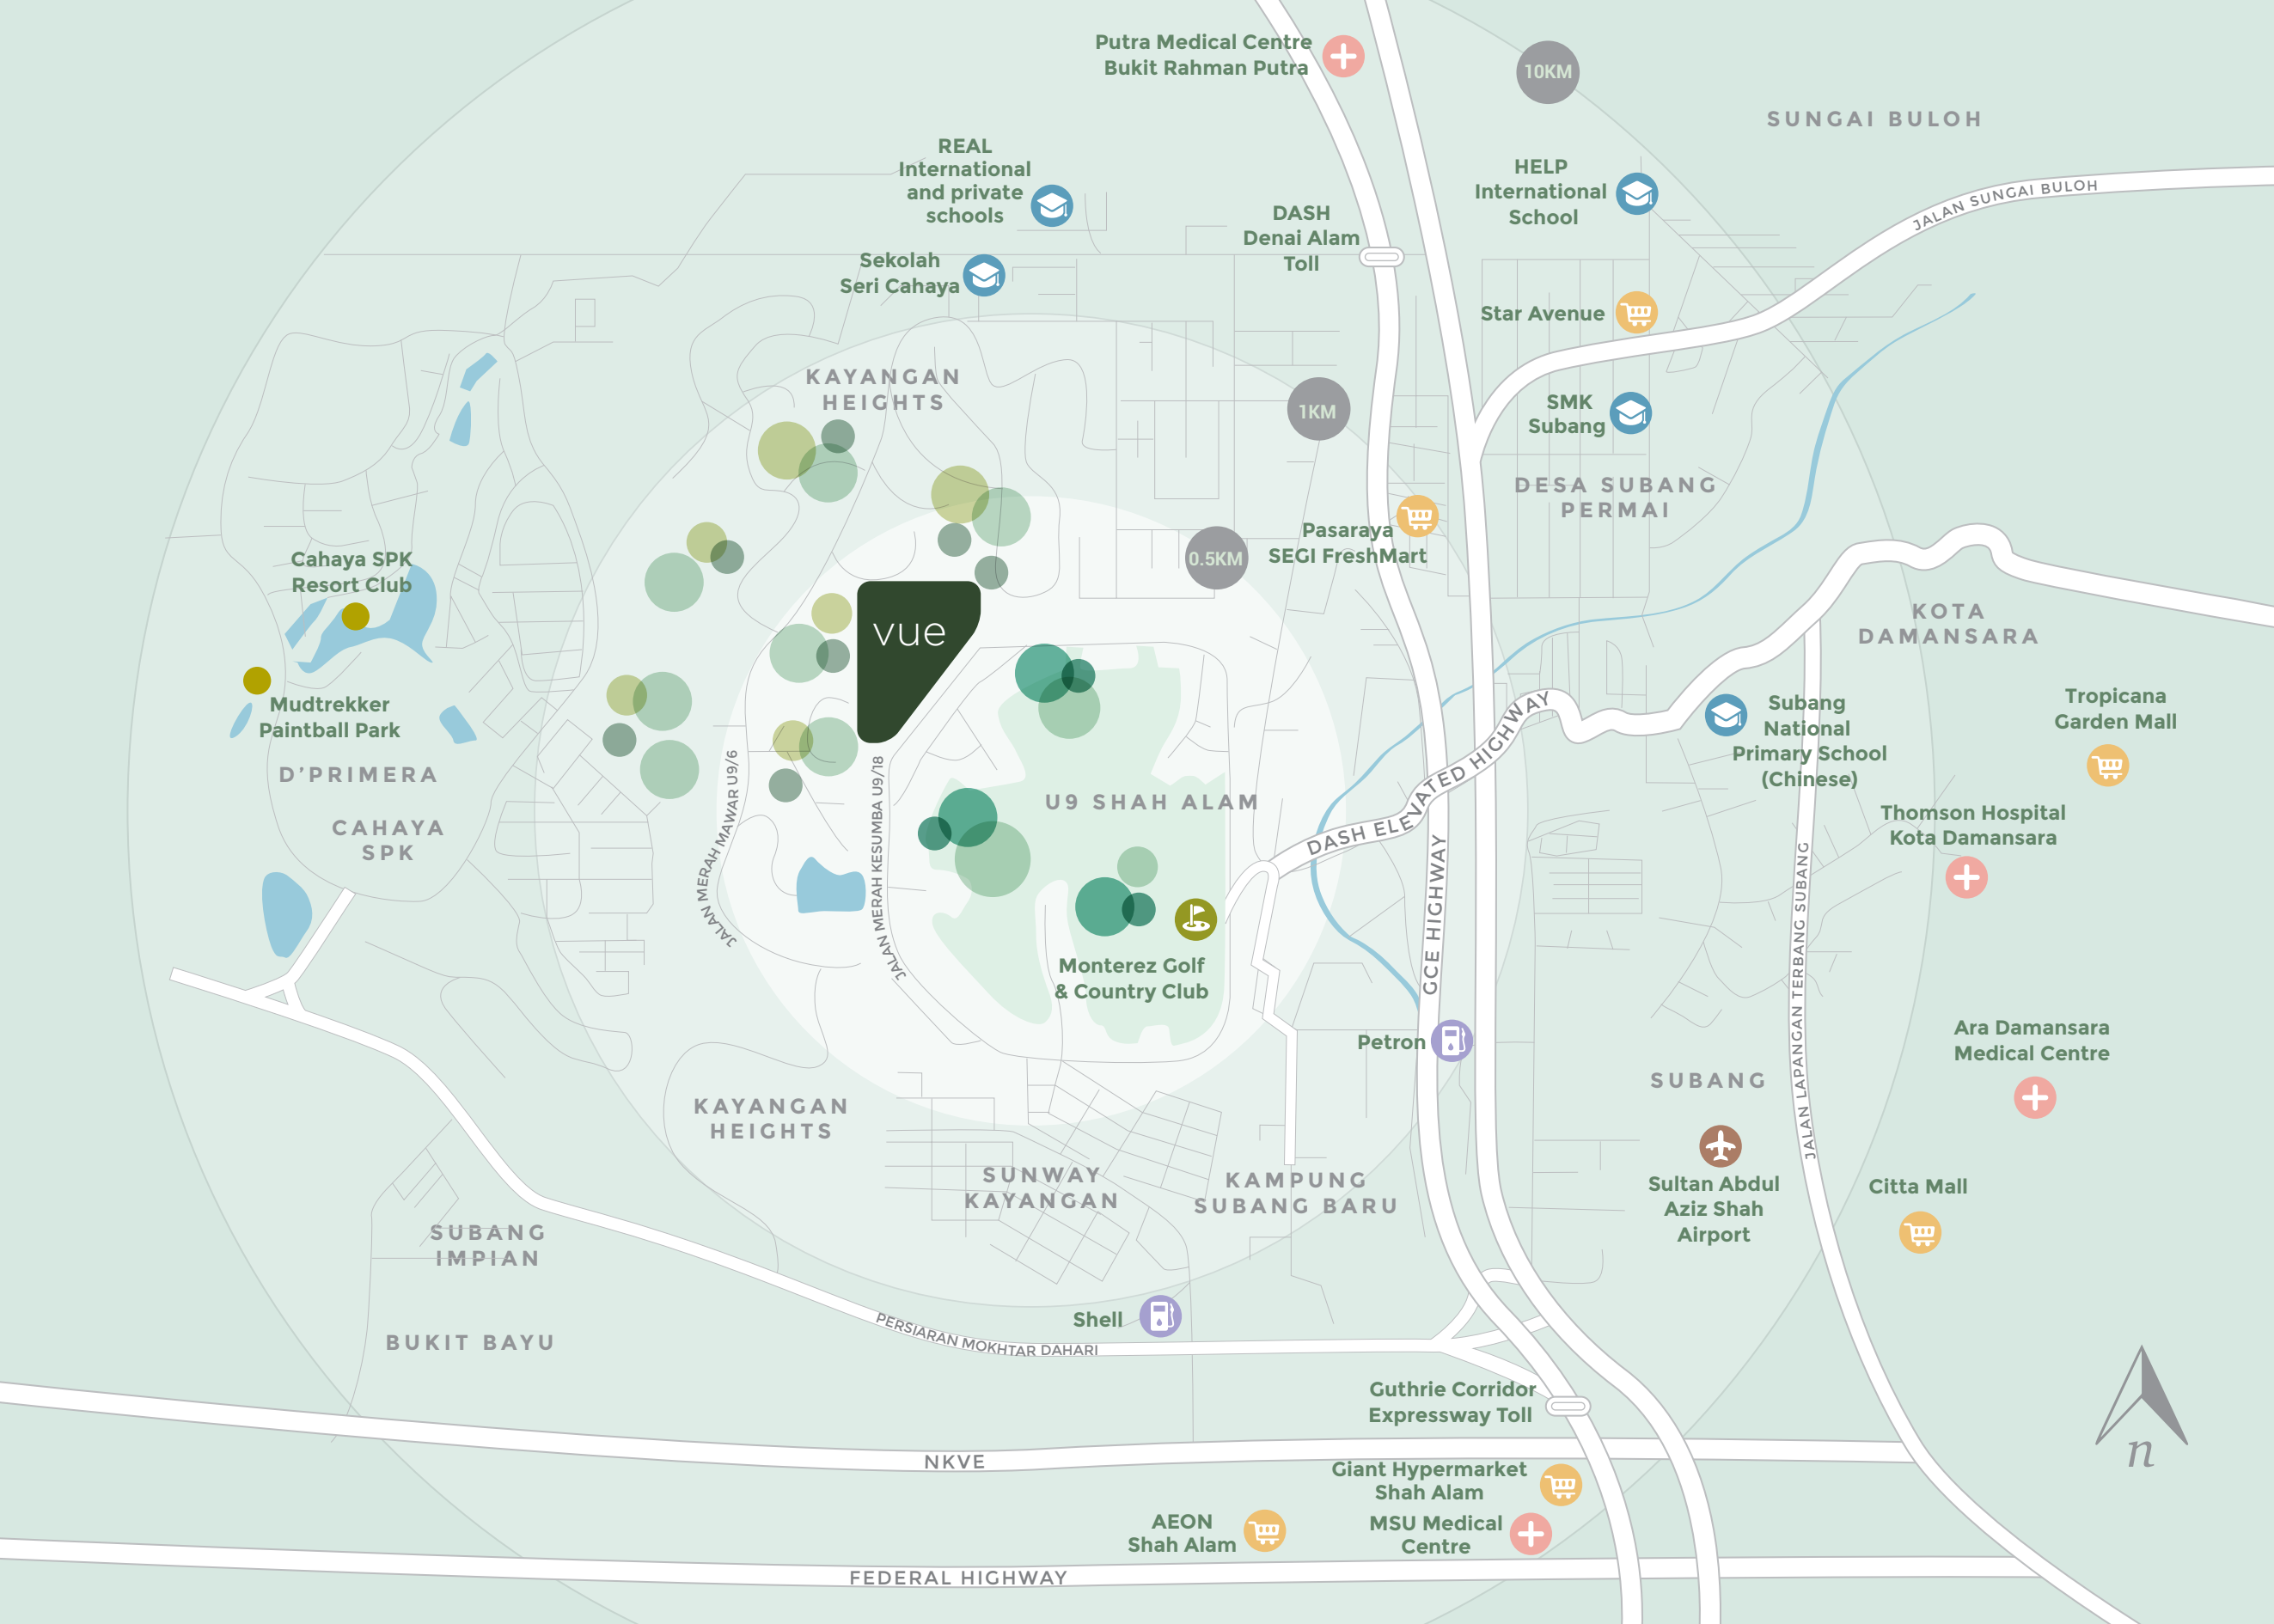 Putra Medical Centre
Bukit Rahman Putra
10KM
SUNGAI BULOH
REAL
International
and private
schools
HELP
International
School
JALAN SUNGAI BULOH
DASH
Denai Alam
Toll
Sekolah
Seri Cahaya
Star Avenue
KAYANGAN
HEIGHTS
1KM
SMK
Subang
DESA SUBANG
PERMAI
Pasaraya
SEGI FreshMart
0.5KM
Cahaya SPK
Resort Club
vue
KOTA
DAMANSARA
Mudtrekker
Paintball Park
Subang
National
Primary School
(Chinese)
Tropicana
Garden Mall
D'PRIMERA
CAHAYA
SPK
JALAN MERAH MAWAR U9/6
JALAN MERAH KESUMBA U9/18
U9 SHAH ALAM
DASH ELEVATED HIGHWAY
GCE HIGHWAY
JALAN LAPANGAN TERBANG SUBANG
Thomson Hospital
Kota Damansara
Monterez Golf
& Country Club
Petron
Ara Damansara
Medical Centre
SUBANG
KAYANGAN
HEIGHTS
SUNWAY
KAYANGAN
KAMPUNG
SUBANG BARU
Sultan Abdul
Aziz Shah
Airport
Citta Mall
SUBANG
IMPIAN
BUKIT BAYU
Shell
PERSIARAN MOKHTAR DAHARI
Guthrie Corridor
Expressway Toll
NKVE
Giant Hypermarket
Shah Alam
AEON
Shah Alam
MSU Medical
Centre
FEDERAL HIGHWAY
n